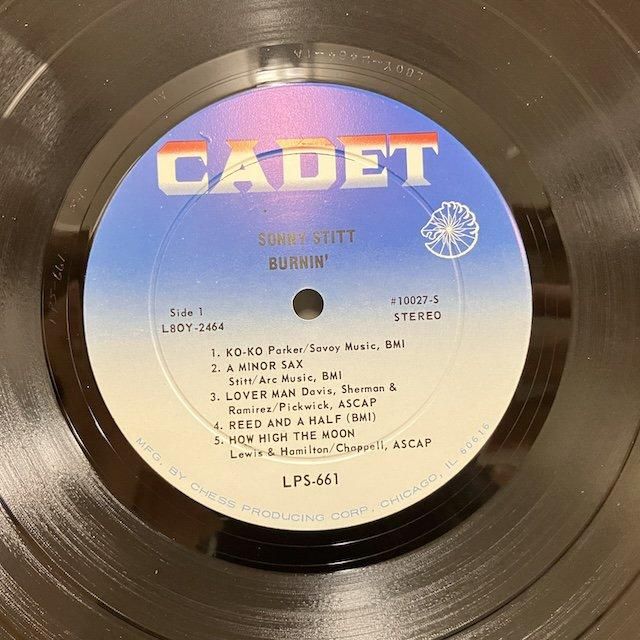 CADET
SONNY STITT
BURNIN'
Side 1
L8OY-2464
#10027-S
STEREO
1. KO-KO Parker/Savoy Music, BMI
2. A MINOR SAX
Stitt/Arc Music, BMI
3. LOVER MAN Davis, Sherman &
Ramirez/Pickwick, ASCAP
4. REED AND A HALF (BMI)
5. HOW HIGH THE MOON
Lewis & Hamilton/Chappell, ASCAP
LPS-661
MFG. BY CHESS PRODUCING CORP., CHICAGO, IL 60616